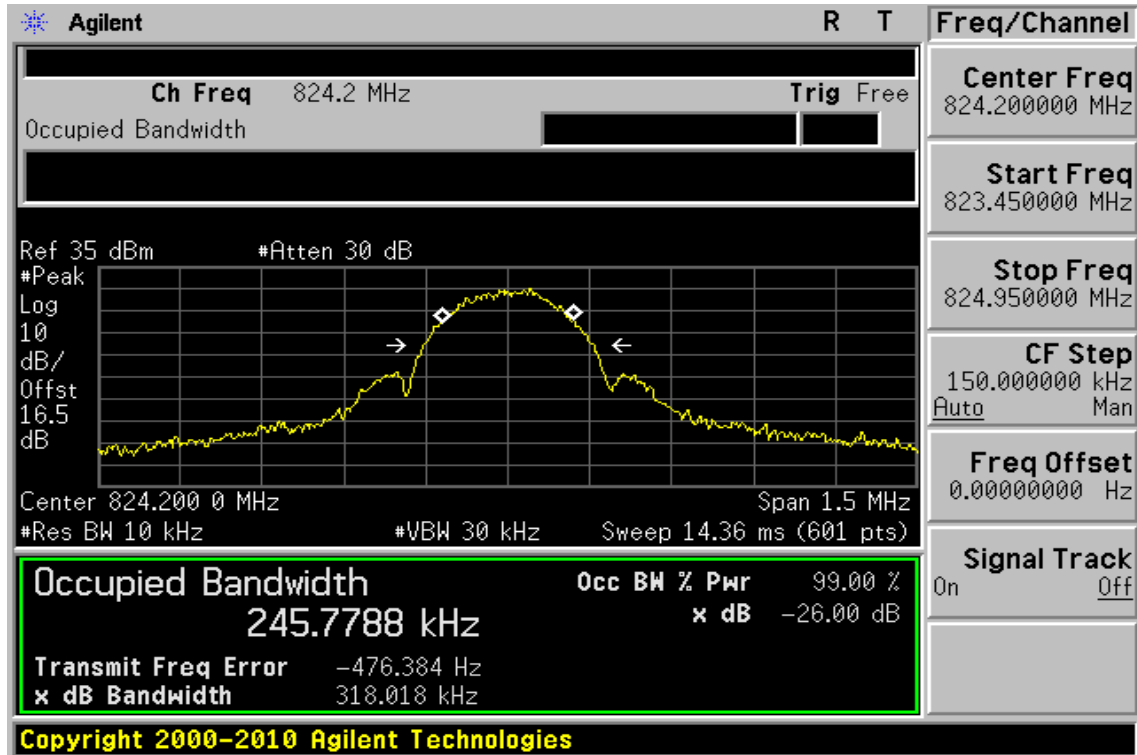 Agilent R T
Ch Freq 824.2 MHz Trig Free
Occupied Bandwidth
Ref 35 dBm #Atten 30 dB
#Peak
Log
10
dB/
Offst
16.5
dB
Center 824.200 0 MHz Span 1.5 MHz
#Res BW 10 kHz #VBW 30 kHz Sweep 14.36 ms (601 pts)
Occupied Bandwidth Occ BW % Pwr 99.00 %
245.7788 kHz x dB -26.00 dB
Transmit Freq Error -476.384 Hz
x dB Bandwidth 318.018 kHz
Copyright 2000-2010 Agilent Technologies
Freq/Channel
Center Freq
824.200000 MHz
Start Freq
823.450000 MHz
Stop Freq
824.950000 MHz
CF Step
150.000000 kHz
Auto Man
Freq Offset
0.00000000 Hz
Signal Track
On Off